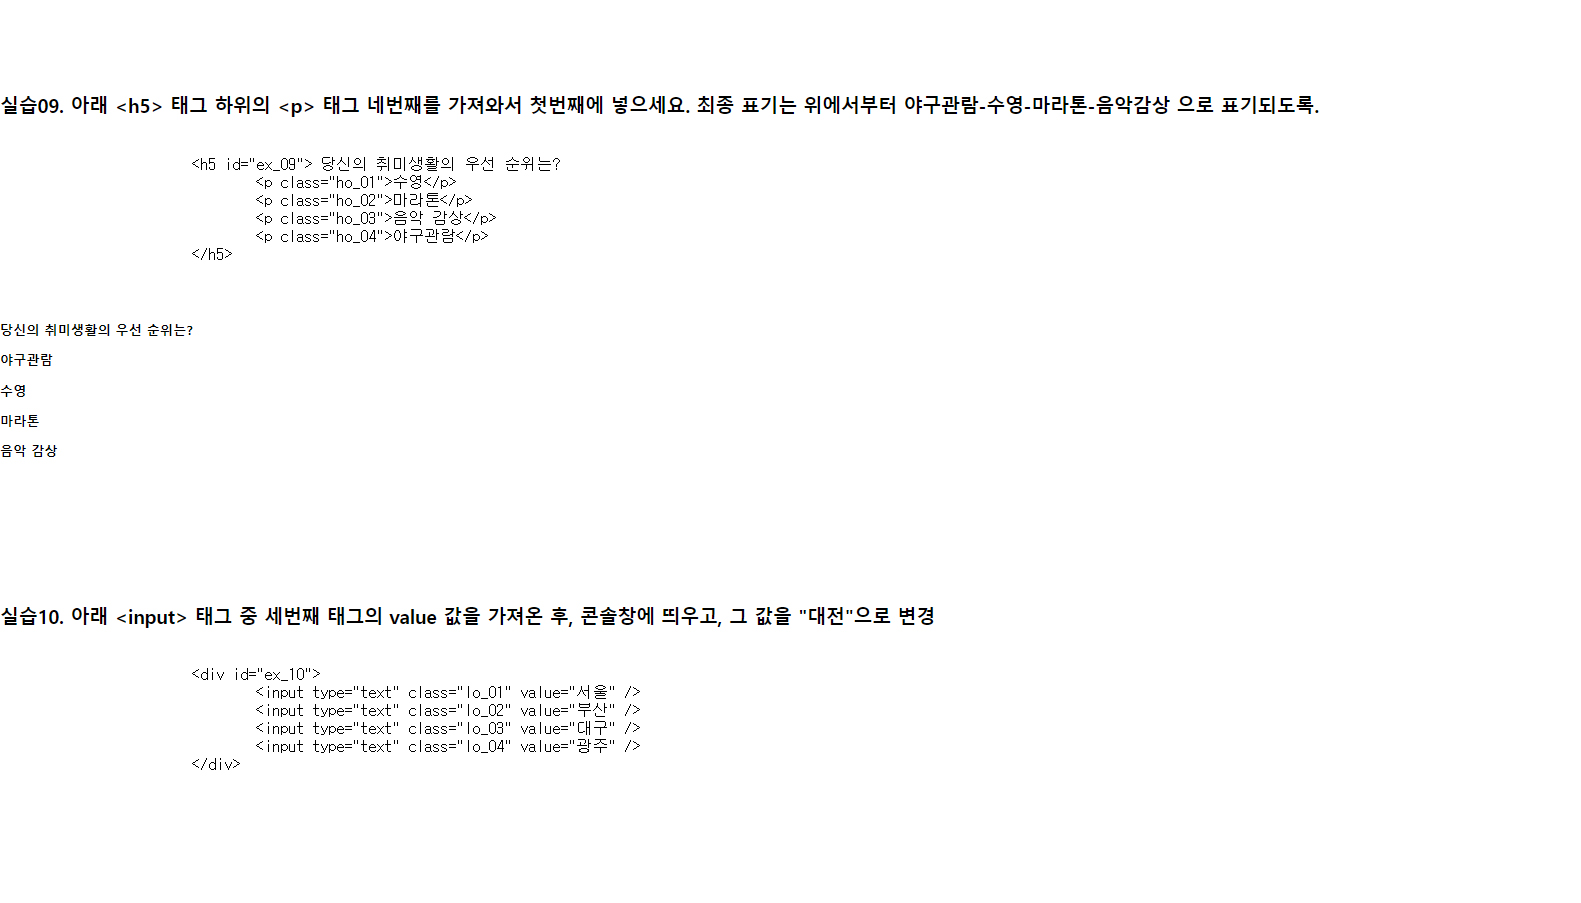 실습09. 아래 <h5> 태그 하위의 <p> 태그 네번째를 가져와서 첫번째에 넣으세요. 최종 표기는 위에서부터 야구관람-수영-마라톤-음악감상 으로 표기되도록.
<h5 id="ex_09"> 당신의 취미생활의 우선 순위는?
<p class="ho_01">수영</p>
<p class="ho_02">마라톤</p>
<p class="ho_03">음악 감상</p>
<p class="ho_04">야구관람</p>
</h5>
당신의 취미생활의 우선 순위는?
야구관람
수영
마라톤
음악 감상
실습10. 아래 <input> 태그 중 세번째 태그의 value 값을 가져온 후, 콘솔창에 띄우고, 그 값을 "대전"으로 변경
<div id="ex_10">
<input type="text" class="lo_01" value="서울" />
<input type="text" class="lo_02" value="부산" />
<input type="text" class="lo_03" value="대구" />
<input type="text" class="lo_04" value="광주" />
</div>